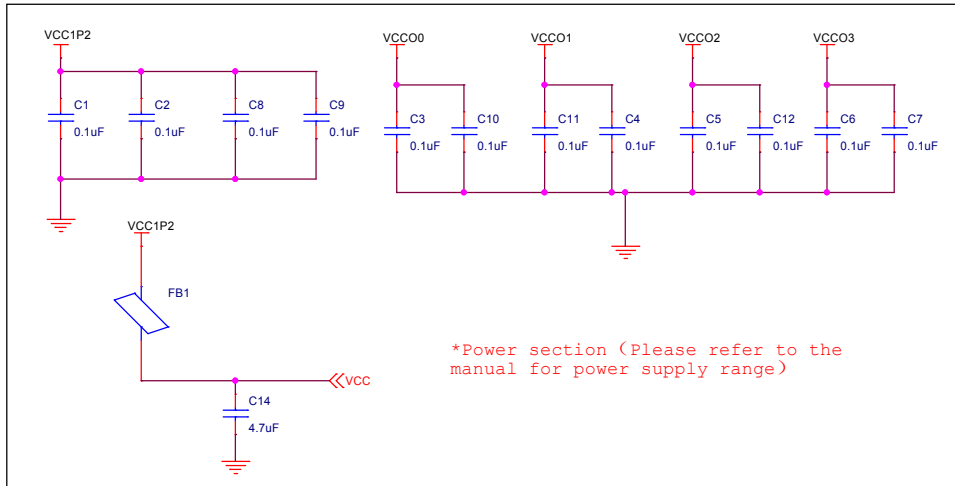 VCC1P2
C1
0.1uF
C2
0.1uF
C8
0.1uF
C9
0.1uF
VCCO0
VCCO1
VCCO2
VCCO3
C3
0.1uF
C10
0.1uF
C11
0.1uF
C4
0.1uF
C5
0.1uF
C12
0.1uF
C6
0.1uF
C7
0.1uF
VCC1P2
FB1
VCC
C14
4.7uF
*Power section（Please refer to the
manual for power supply range）